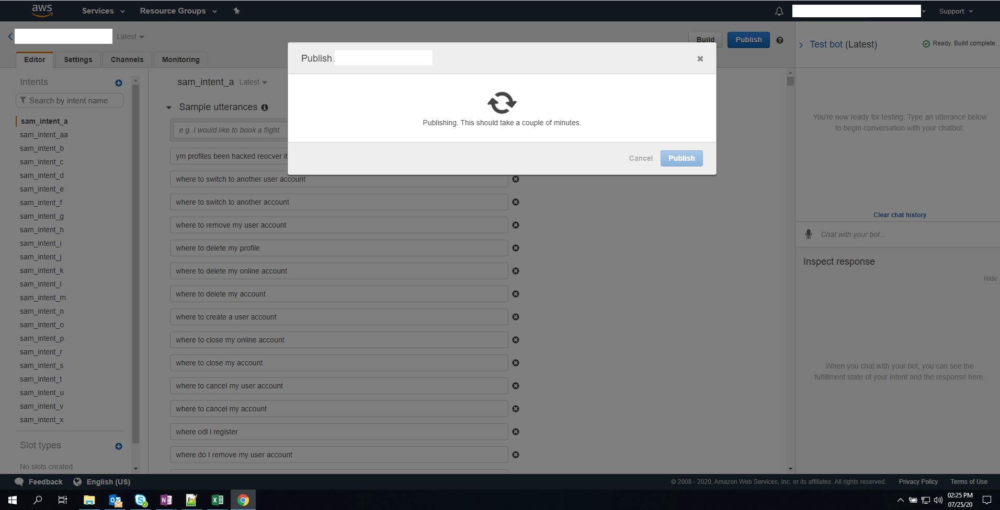 aws
Services
Resource Groups
Support
Latest
Build
Publish
Test bot (Latest)
Ready. Build complete.
Editor
Settings
Channels
Monitoring
Publish
Publishing. This should take a couple of minutes.
Cancel
Publish
Intents
Search by intent name
sam_intent_a
sam_intent_aa
sam_intent_b
sam_intent_c
sam_intent_d
sam_intent_e
sam_intent_f
sam_intent_g
sam_intent_h
sam_intent_i
sam_intent_j
sam_intent_k
sam_intent_l
sam_intent_m
sam_intent_n
sam_intent_o
sam_intent_p
sam_intent_r
sam_intent_s
sam_intent_t
sam_intent_u
sam_intent_v
sam_intent_x
Slot types
No slots created
sam_intent_a Latest
Sample utterances
e.g. I would like to book a flight.
ym profiles been hacked reocver it
where to switch to another user account
where to switch to another account
where to remove my user account
where to delete my profile
where to delete my online account
where to delete my account
where to create a user account
where to close my online account
where to close my account
where to cancel my user account
where to cancel my account
where odl i register
where do I remove my user account
You're now ready for testing. Type an utterance below
to begin conversation with your chatbot.
Clear chat history
Chat with your bot...
Inspect response
Hide
When you chat with your bot, you can see the
fulfillment state of your intent and the response here.
Feedback
English (US)
© 2008 - 2020, Amazon Web Services, Inc. or its affiliates. All rights reserved.
Privacy Policy
Terms of Use
02:25 PM
07/25/20